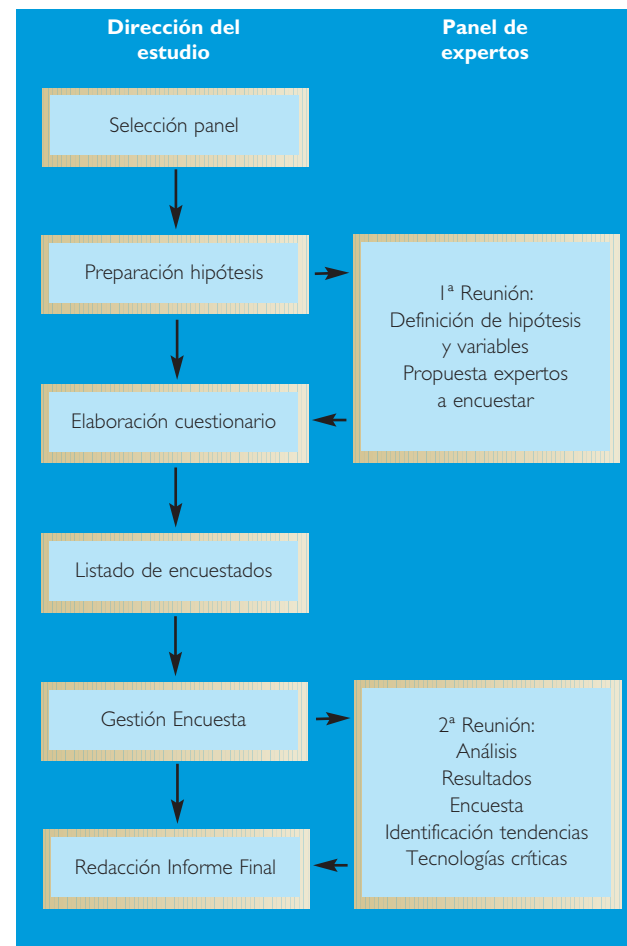 Dirección del
estudio
Panel de
expertos
Selección panel
Preparación hipótesis
1ª Reunión:
Definición de hipótesis
y variables
Propuesta expertos
a encuestar
Elaboración cuestionario
Listado de encuestados
Gestión Encuesta
2ª Reunión:
Análisis
Resultados
Encuesta
Identificación tendencias
Tecnologías críticas
Redacción Informe Final